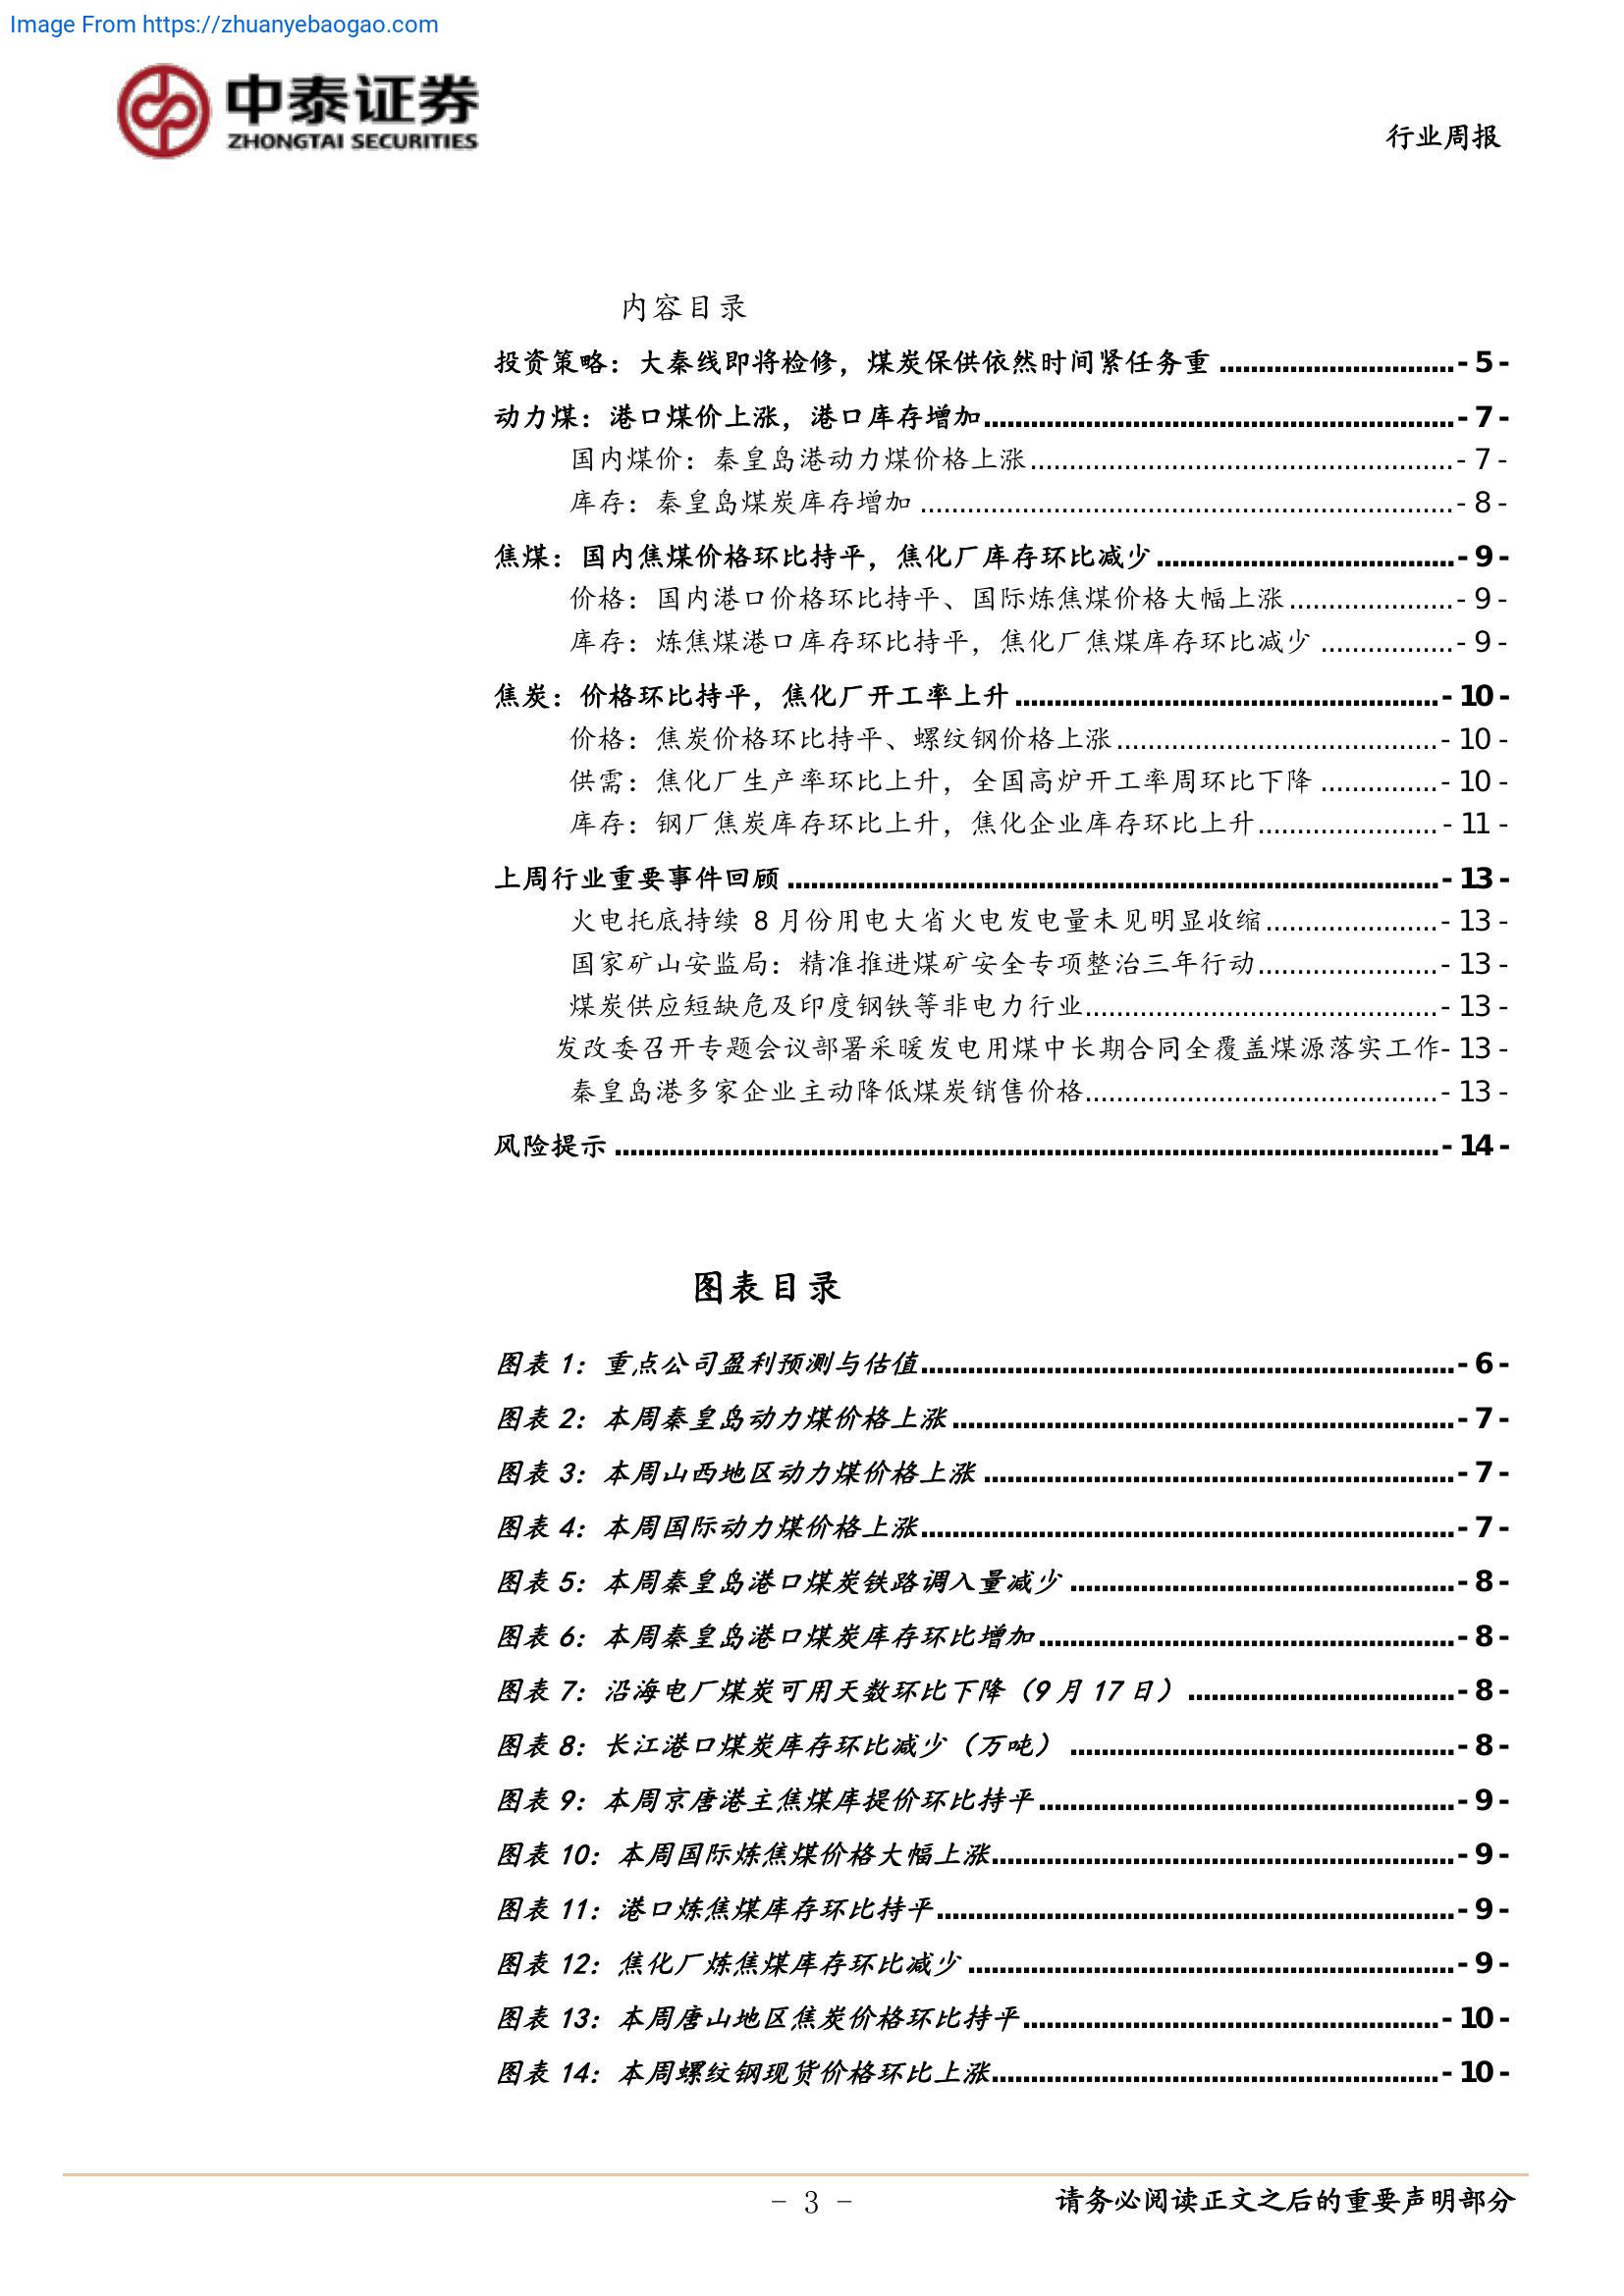 Image From https://zhuanyebaogao.com
中泰证券
ZHONGTAI SECURITIES
行业周报
内容目录
投资策略：大秦线即将检修，煤炭保供依然时间紧任务重 ..............................- 5 -
动力煤：港口煤价上涨，港口库存增加............................................................- 7 -
国内煤价：秦皇岛港动力煤价格上涨......................................................- 7 -
库存：秦皇岛煤炭库存增加 ....................................................................- 8 -
焦煤：国内焦煤价格环比持平，焦化厂库存环比减少......................................- 9 -
价格：国内港口价格环比持平、国际炼焦煤价格大幅上涨.....................- 9 -
库存：炼焦煤港口库存环比持平，焦化厂焦煤库存环比减少 .................- 9 -
焦炭：价格环比持平，焦化厂开工率上升......................................................- 10 -
价格：焦炭价格环比持平、螺纹钢价格上涨.........................................- 10 -
供需：焦化厂生产率环比上升，全国高炉开工率周环比下降 ...............- 10 -
库存：钢厂焦炭库存环比上升，焦化企业库存环比上升.......................- 11 -
上周行业重要事件回顾 ...................................................................................- 13 -
火电托底持续 8 月份用电大省火电发电量未见明显收缩......................- 13 -
国家矿山安监局：精准推进煤矿安全专项整治三年行动.......................- 13 -
煤炭供应短缺危及印度钢铁等非电力行业.............................................- 13 -
发改委召开专题会议部署采暖发电用煤中长期合同全覆盖煤源落实工作- 13 -
秦皇岛港多家企业主动降低煤炭销售价格.............................................- 13 -
风险提示 .........................................................................................................- 14 -
图表目录
图表 1：重点公司盈利预测与估值....................................................................- 6 -
图表 2：本周秦皇岛动力煤价格上涨 ................................................................- 7 -
图表 3：本周山西地区动力煤价格上涨 ............................................................- 7 -
图表 4：本周国际动力煤价格上涨....................................................................- 7 -
图表 5：本周秦皇岛港口煤炭铁路调入量减少 .................................................- 8 -
图表 6：本周秦皇岛港口煤炭库存环比增加.....................................................- 8 -
图表 7：沿海电厂煤炭可用天数环比下降（9 月 17 日）..................................- 8 -
图表 8：长江港口煤炭库存环比减少（万吨） .................................................- 8 -
图表 9：本周京唐港主焦煤库提价环比持平.....................................................- 9 -
图表 10：本周国际炼焦煤价格大幅上涨...........................................................- 9 -
图表 11：港口炼焦煤库存环比持平..................................................................- 9 -
图表 12：焦化厂炼焦煤库存环比减少 ..............................................................- 9 -
图表 13：本周唐山地区焦炭价格环比持平.....................................................- 10 -
图表 14：本周螺纹钢现货价格环比上涨.........................................................- 10 -
- 3 -
请务必阅读正文之后的重要声明部分